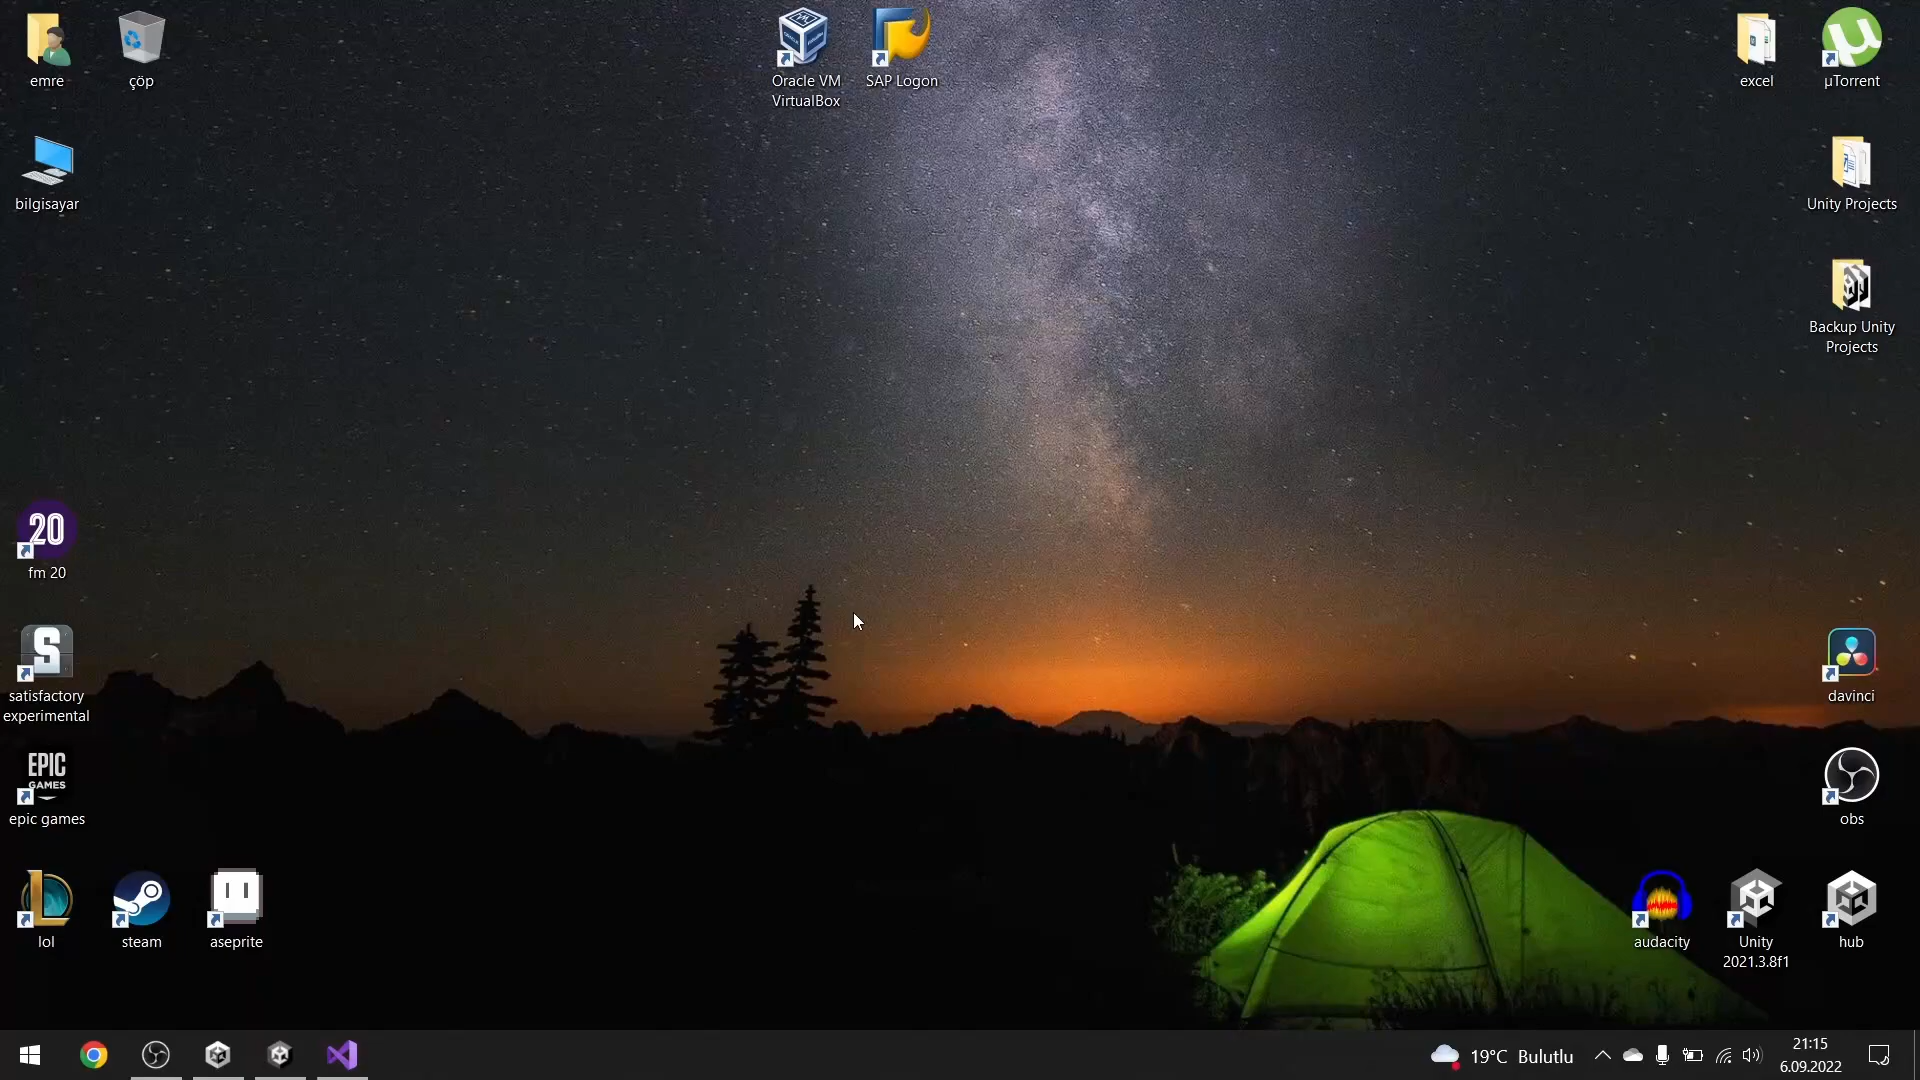 emre
çöp
Oracle VM
VirtualBox
SAP Logon
excel
µTorrent
bilgisayar
Unity Projects
Backup Unity
Projects
20
fm 20
S
satisfactory
experimental
davinci
EPIC
GAMES
epic games
obs
lol
steam
aseprite
audacity
Unity
2021.3.8f1
hub
19°C Bulutlu
21:15
6.09.2022